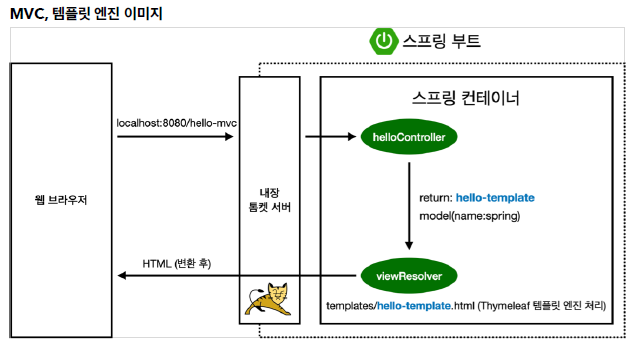 MVC, 템플릿 엔진 이미지
스프링 부트
스프링 컨테이너
localhost:8080/hello-mvc
helloController
웹 브라우저
내장
톰켓 서버
return: hello-template
model(name:spring)
HTML (변환 후)
viewResolver
templates/hello-template.html (Thymeleaf 템플릿 엔진 처리)